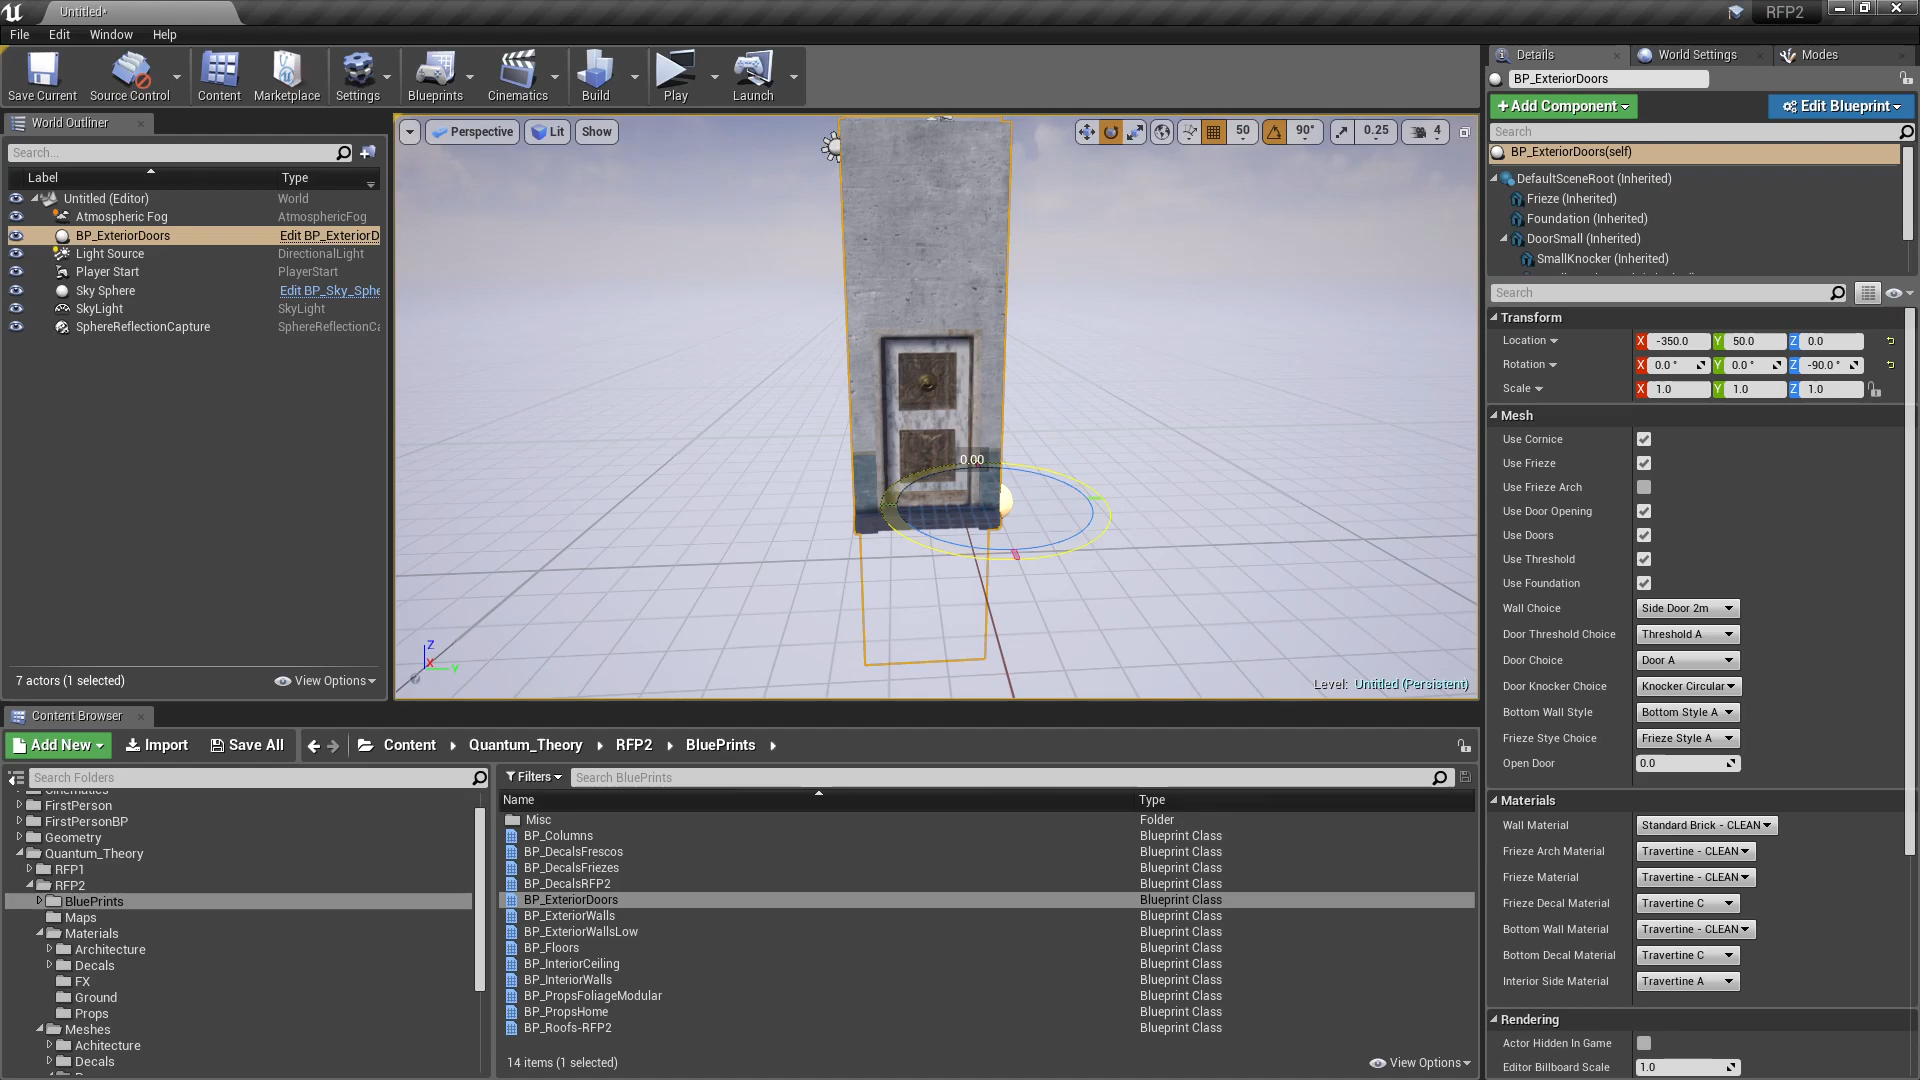 Untitled*
RFP2
File Edit Window Help
Save Current Source Control Content Marketplace Settings Blueprints Cinematics Build Play Launch
World Outliner
Search...
Label Type
Untitled (Editor) World
Atmospheric Fog AtmosphericFog
BP_ExteriorDoors Edit BP_ExteriorD
Light Source DirectionalLight
Player Start PlayerStart
Sky Sphere Edit BP_Sky_Sphe
SkyLight SkyLight
SphereReflectionCapture SphereReflectionCa
7 actors (1 selected) View Options
Perspective Lit Show
50 90° 0.25 4
0.00
Z
X
Y
Level: Untitled (Persistent)
Details World Settings Modes
BP_ExteriorDoors
+Add Component Edit Blueprint
Search
BP_ExteriorDoors(self)
DefaultSceneRoot (Inherited)
Frieze (Inherited)
Foundation (Inherited)
DoorSmall (Inherited)
SmallKnocker (Inherited)
Search
Transform
Location X -350.0 Y 50.0 Z 0.0
Rotation X 0.0 ° Y 0.0 ° Z -90.0 °
Scale X 1.0 Y 1.0 Z 1.0
Mesh
Use Cornice
Use Frieze
Use Frieze Arch
Use Door Opening
Use Doors
Use Threshold
Use Foundation
Wall Choice Side Door 2m
Door Threshold Choice Threshold A
Door Choice Door A
Door Knocker Choice Knocker Circular
Bottom Wall Style Bottom Style A
Frieze Stye Choice Frieze Style A
Open Door 0.0
Materials
Wall Material Standard Brick - CLEAN
Frieze Arch Material Travertine - CLEAN
Frieze Material Travertine - CLEAN
Frieze Decal Material Travertine C
Bottom Wall Material Travertine - CLEAN
Bottom Decal Material Travertine C
Interior Side Material Travertine A
Rendering
Actor Hidden In Game
Editor Billboard Scale 1.0
Content Browser
Add New Import Save All Content Quantum_Theory RFP2 BluePrints
Search Folders
Cinematics
FirstPerson
FirstPersonBP
Geometry
Quantum_Theory
RFP1
RFP2
BluePrints
Maps
Materials
Architecture
Decals
FX
Ground
Props
Meshes
Achitecture
Decals
Filters Search BluePrints
Name Type
Misc Folder
BP_Columns Blueprint Class
BP_DecalsFrescos Blueprint Class
BP_DecalsFriezes Blueprint Class
BP_DecalsRFP2 Blueprint Class
BP_ExteriorDoors Blueprint Class
BP_ExteriorWalls Blueprint Class
BP_ExteriorWallsLow Blueprint Class
BP_Floors Blueprint Class
BP_InteriorCeiling Blueprint Class
BP_InteriorWalls Blueprint Class
BP_PropsFoliageModular Blueprint Class
BP_PropsHome Blueprint Class
BP_Roofs-RFP2 Blueprint Class
14 items (1 selected) View Options